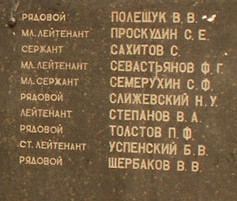 РЯДОВОЙ ПОЛЕЩУК В. В.
МЛ. ЛЕЙТЕНАНТ ПРОСКУДИН С. Е.
СЕРЖАНТ САХИТОВ С.
МЛ. ЛЕЙТЕНАНТ СЕВАСТЬЯНОВ Ф. Г.
МЛ. СЕРЖАНТ СЕМЕРУХИН С. Ф.
РЯДОВОЙ СЛИЖЕВСКИЙ Н. У.
ЛЕЙТЕНАНТ СТЕПАНОВ В. А.
РЯДОВОЙ ТОЛСТОВ П. Ф.
СТ. ЛЕЙТЕНАНТ УСПЕНСКИЙ Б. В.
РЯДОВОЙ ЩЕРБАКОВ В. В.